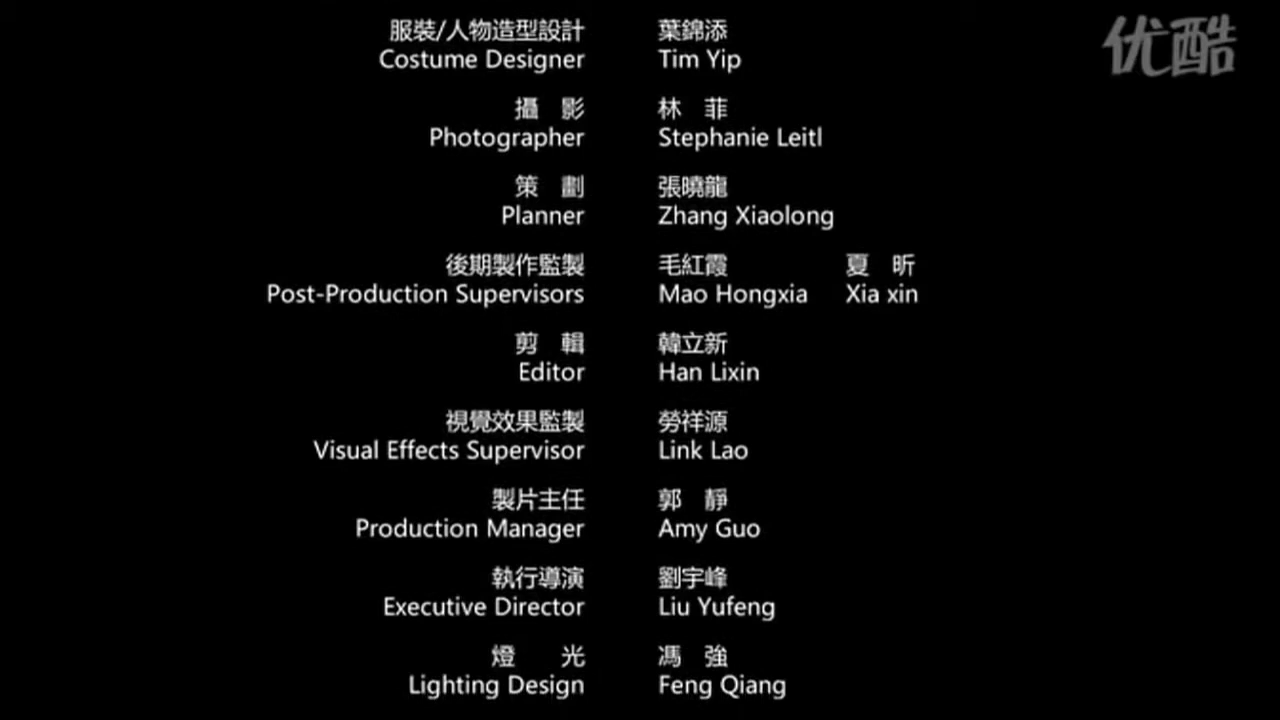 优酷
服裝/人物造型設計 葉錦添
Costume Designer Tim Yip
攝 影 林 菲
Photographer Stephanie Leitl
策 劃 張曉龍
Planner Zhang Xiaolong
後期製作監製 毛紅霞 夏 昕
Post-Production Supervisors Mao Hongxia Xia xin
剪 輯 韓立新
Editor Han Lixin
視覺效果監製 勞祥源
Visual Effects Supervisor Link Lao
製片主任 郭 靜
Production Manager Amy Guo
執行導演 劉宇峰
Executive Director Liu Yufeng
燈 光 馮 強
Lighting Design Feng Qiang